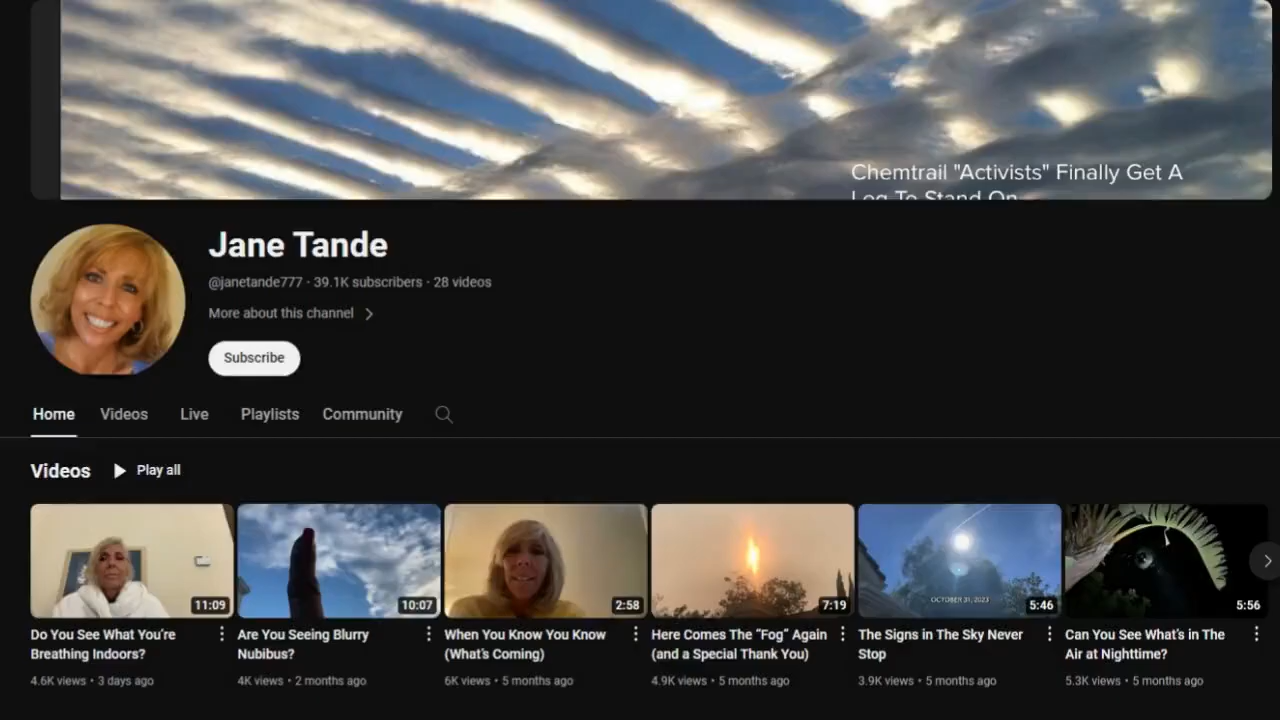 Chemtrail "Activists" Finally Get A
Leg To Stand On
Jane Tande
@janetande777 · 39.1K subscribers · 28 videos
More about this channel
Subscribe
Home Videos Live Playlists Community
Videos Play all
11:09
10:07
2:58
7:19
OCTOBER 31, 2023
5:46
5:56
Do You See What You're
Breathing Indoors?
4.6K views • 3 days ago
Are You Seeing Blurry
Nubibus?
4K views • 2 months ago
When You Know You Know
(What's Coming)
6K views • 5 months ago
Here Comes The “Fog” Again
(and a Special Thank You)
4.9K views • 5 months ago
The Signs in The Sky Never
Stop
3.9K views • 5 months ago
Can You See What's in The
Air at Nighttime?
5.3K views • 5 months ago